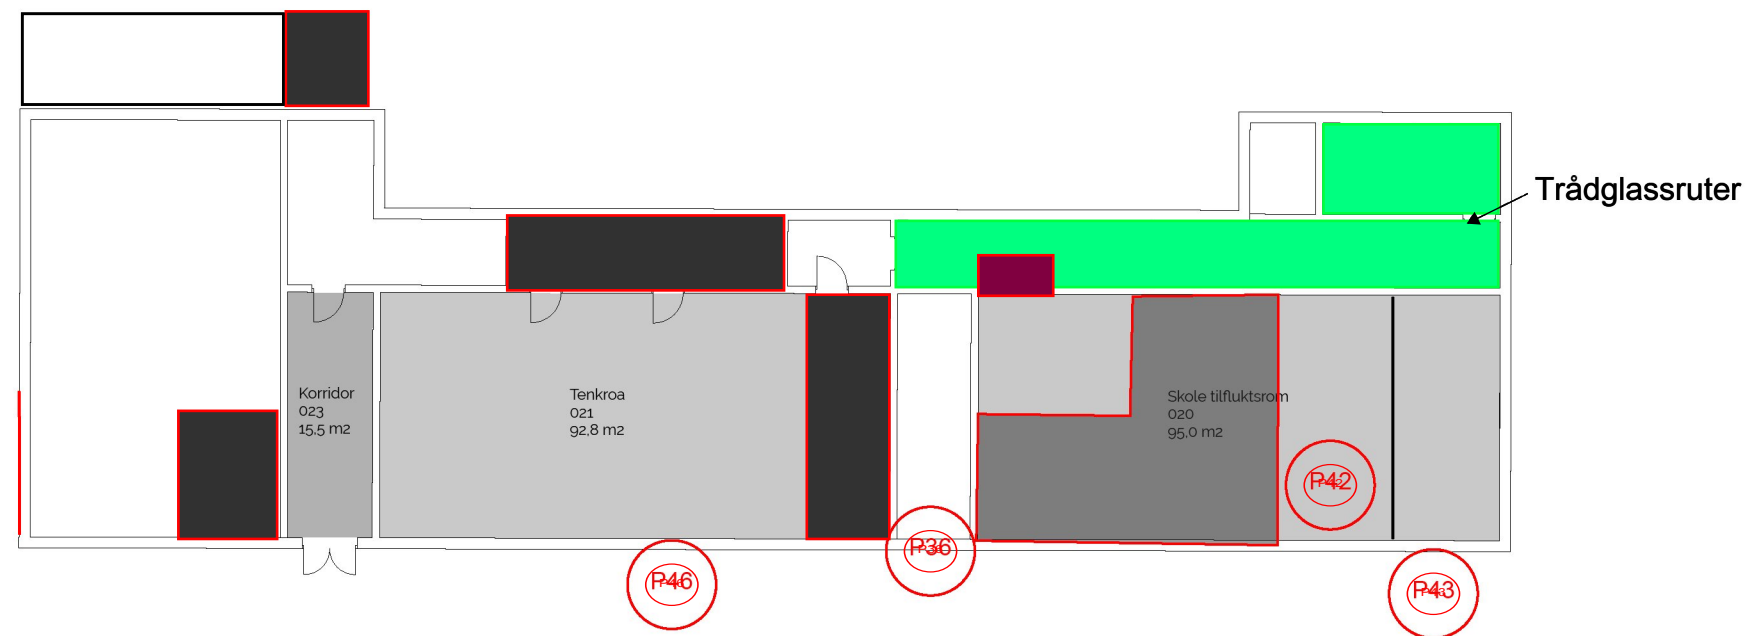 Trådglassruter
Korridor
023
15,5 m2
Tenkroa
021
92,8 m2
Skole tilfluktsrom
020
95,0 m2
P42
P36
P46
P43